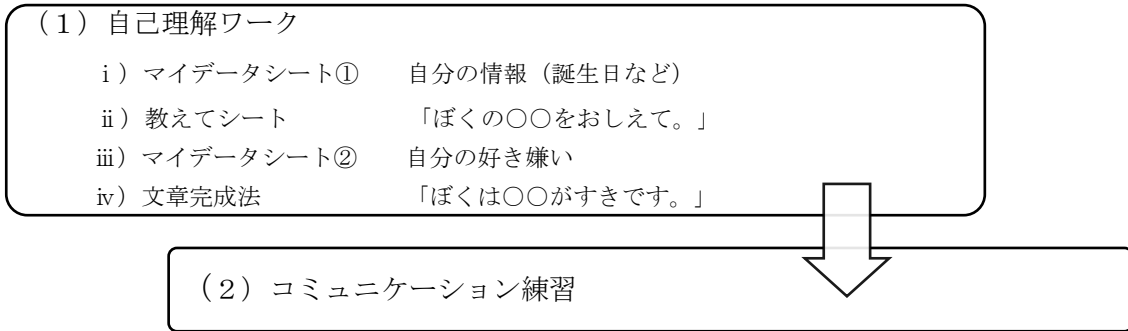 （１）自己理解ワーク
ⅰ）マイデータシート①　　自分の情報（誕生日など）
ⅱ）教えてシート　　　　　「ぼくの〇〇をおしえて。」
ⅲ）マイデータシート②　　自分の好き嫌い
ⅳ）文章完成法　　　　　　「ぼくは〇〇がすきです。」
（２）コミュニケーション練習